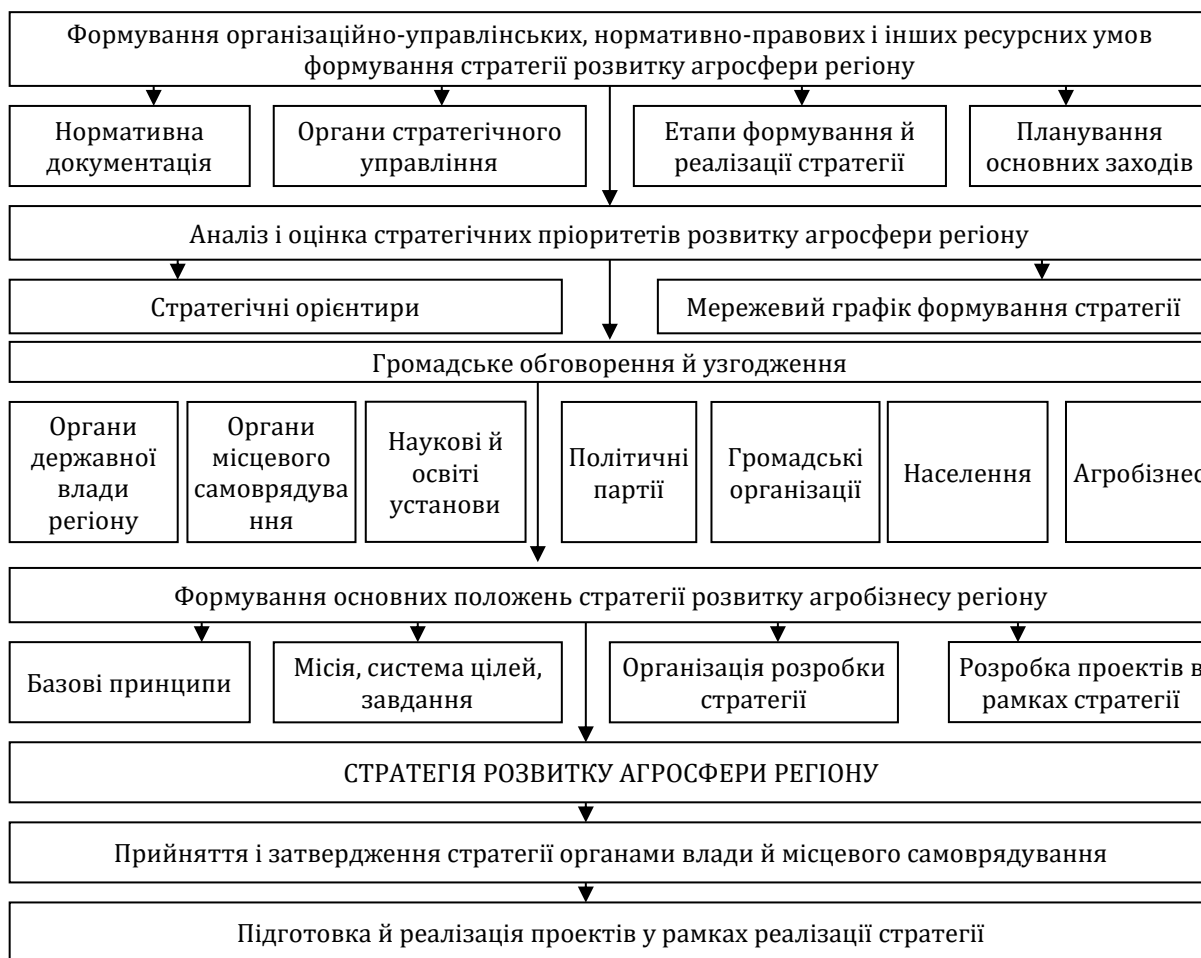 Формування організаційно-управлінських, нормативно-правових і інших ресурсних умов
формування стратегії розвитку агросфери регіону
Нормативна
документація
Органи стратегічного
управління
Етапи формування й
реалізації стратегії
Планування
основних заходів
Аналіз і оцінка стратегічних пріоритетів розвитку агросфери регіону
Стратегічні орієнтири
Мережевий графік формування стратегії
Громадське обговорення й узгодження
Органи
державної
влади
регіону
Органи
місцевого
самоврядува
ння
Наукові й
освіті
установи
Політичні
партії
Громадські
організації
Населення
Агробізнес
Формування основних положень стратегії розвитку агробізнесу регіону
Базові принципи
Місія, система цілей,
завдання
Організація розробки
стратегії
Розробка проектів в
рамках стратегії
СТРАТЕГІЯ РОЗВИТКУ АГРОСФЕРИ РЕГІОНУ
Прийняття і затвердження стратегії органами влади й місцевого самоврядування
Підготовка й реалізація проектів у рамках реалізації стратегії